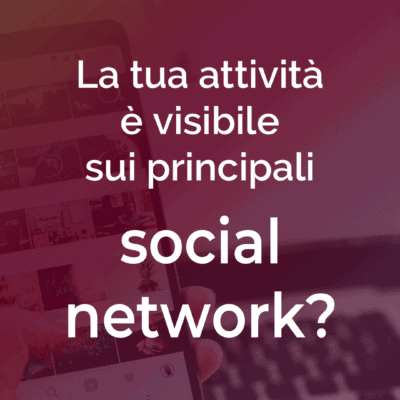 La tua attività
è visibile
sui principali
social
network?